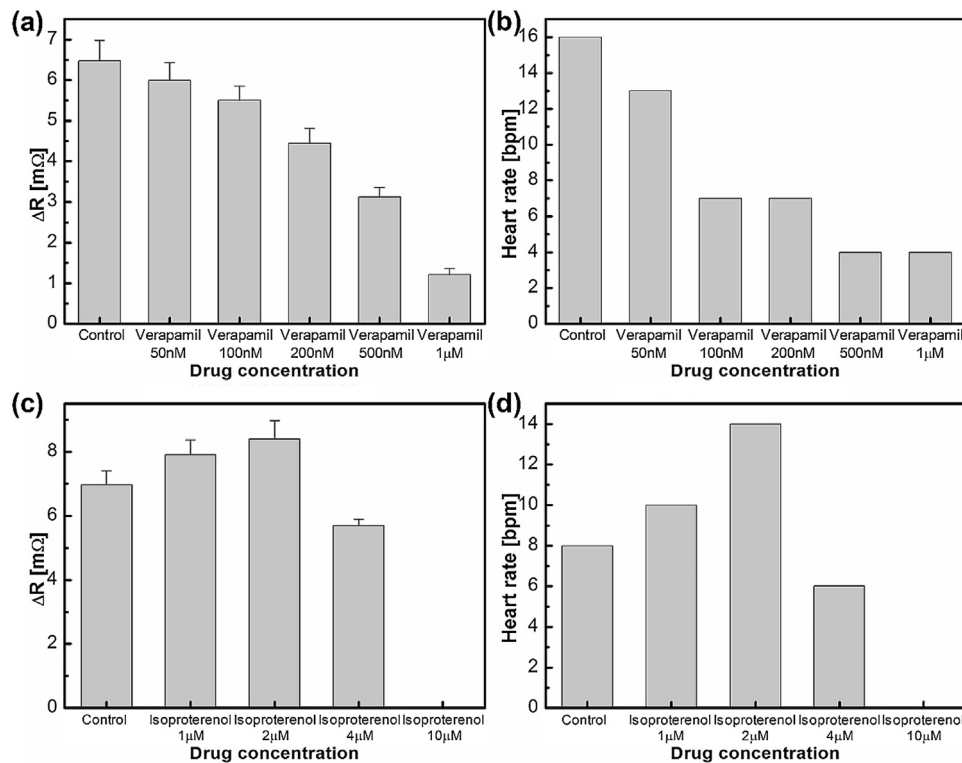 (a)
7
6
5
4
3
2
1
0
ΔR [mΩ]
Control Verapamil Verapamil Verapamil Verapamil Verapamil
50nM 100nM 200nM 500nM 1μM
Drug concentration
(b)
16
14
12
10
8
6
4
2
0
Heart rate [bpm]
Control Verapamil Verapamil Verapamil Verapamil Verapamil
50nM 100nM 200nM 500nM 1μM
Drug concentration
(c)
8
6
4
2
0
ΔR [mΩ]
Control Isoproterenol Isoproterenol Isoproterenol Isoproterenol
1μM 2μM 4μM 10μM
Drug concentration
(d)
14
12
10
8
6
4
2
0
Heart rate [bpm]
Control Isoproterenol Isoproterenol Isoproterenol Isoproterenol
1μM 2μM 4μM 10μM
Drug concentration